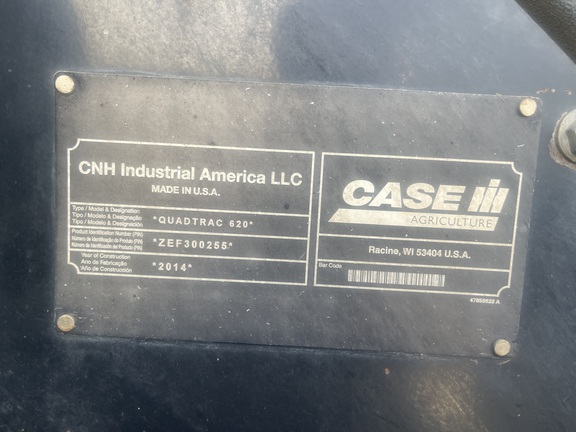 CNH Industrial America LLC
MADE IN U.S.A.
Type / Model & Designation
Tipo / Modelo & Designação
Tipo / Modelo & Designación
*QUADTRAC 620*
Product Identification Number (PIN)
Número de Identificação do Produto (PIN)
Número de Identificación de Producto (PIN)
*ZEF300255*
Year of Construction
Ano de Fabricação
Año de Construcción
*2014*
CASE IH
AGRICULTURE
Racine, WI 53404 U.S.A.
Bar Code